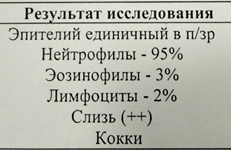 Результат исследования
Эпителий единичный в п/зр
Нейтрофилы - 95%
Эозинофилы - 3%
Лимфоциты - 2%
Слизь (++)
Кокки